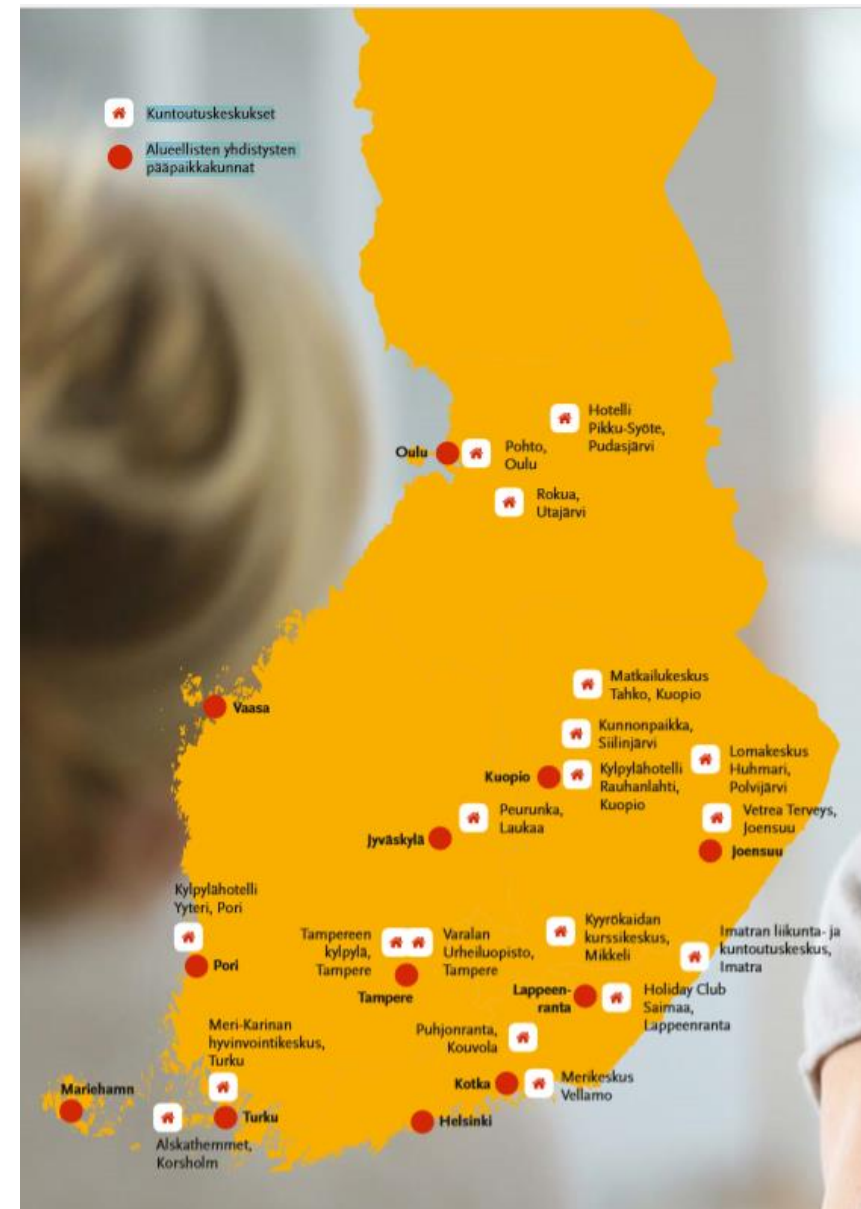 Kuntoutuskeskukset
Alueellisten yhdistysten
pääpaikkakunnat
Hotelli
Pikku-Syöte,
Pudasjärvi
Oulu
Pohto,
Oulu
Rokua,
Utajärvi
Matkailukeskus
Tahko, Kuopio
Vaasa
Kunnonpaikka,
Siilinjärvi
Lomakeskus
Huhmari,
Polvijärvi
Kuopio
Kylpylähotelli
Rauhanlahti,
Kuopio
Peurunka,
Laukaa
Vetrea Terveys,
Joensuu
Jyväskylä
Joensuu
Kylpylähotelli
Yyteri, Pori
Pori
Tampereen
kylpylä,
Tampere
Varalan
Urheiluopisto,
Tampere
Tampere
Kyyrökaidan
kurssikeskus,
Mikkeli
Imatran liikunta- ja
kuntoutuskeskus,
Imatra
Lappeen-
ranta
Holiday Club
Saimaa,
Lappeenranta
Meri-Karinan
hyvinvointikeskus,
Turku
Puhjonranta,
Kouvola
Mariehamn
Kotka
Merikeskus
Vellamo
Turku
Helsinki
Alskathemmet,
Korsholm